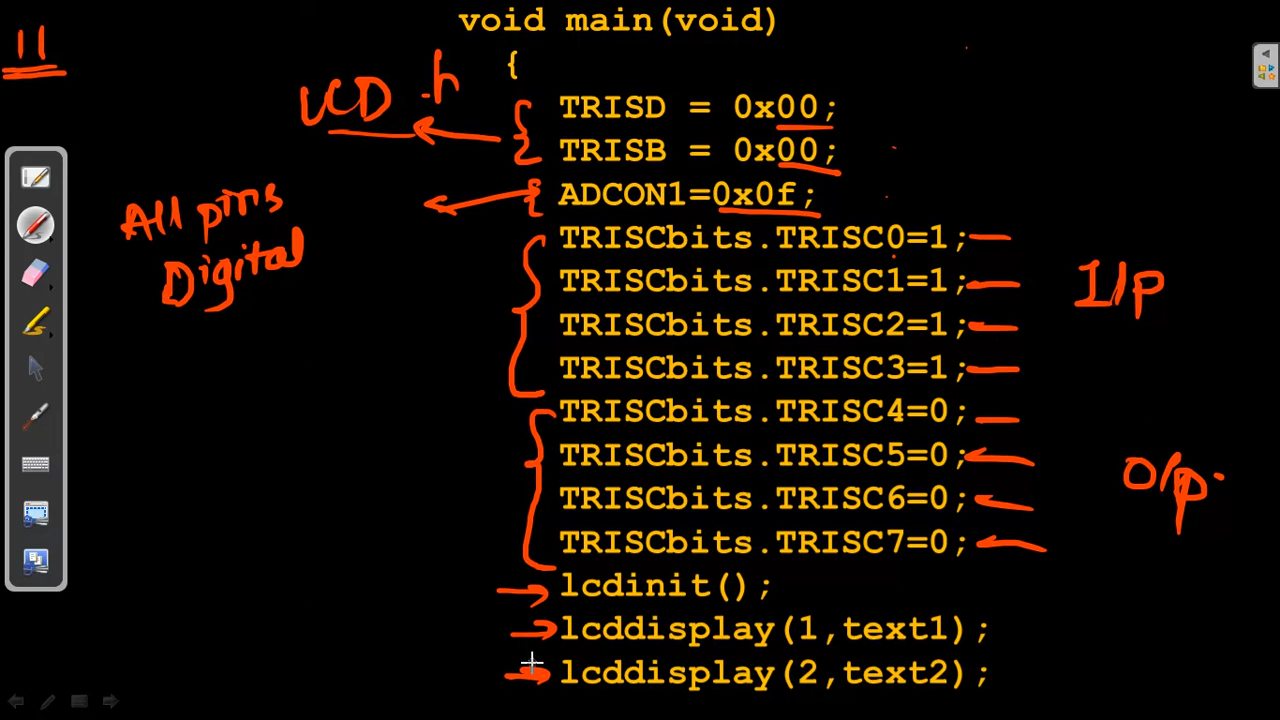 11
void main(void)
{
LCD .h
TRISD = 0x00;
TRISB = 0x00;
ADCON1=0x0f;
All pins
Digital
TRISCbits.TRISC0=1;
TRISCbits.TRISC1=1;
I/p
TRISCbits.TRISC2=1;
TRISCbits.TRISC3=1;
TRISCbits.TRISC4=0;
TRISCbits.TRISC5=0;
O/p
TRISCbits.TRISC6=0;
TRISCbits.TRISC7=0;
lcdinit();
lcddisplay(1,text1);
lcddisplay(2,text2);